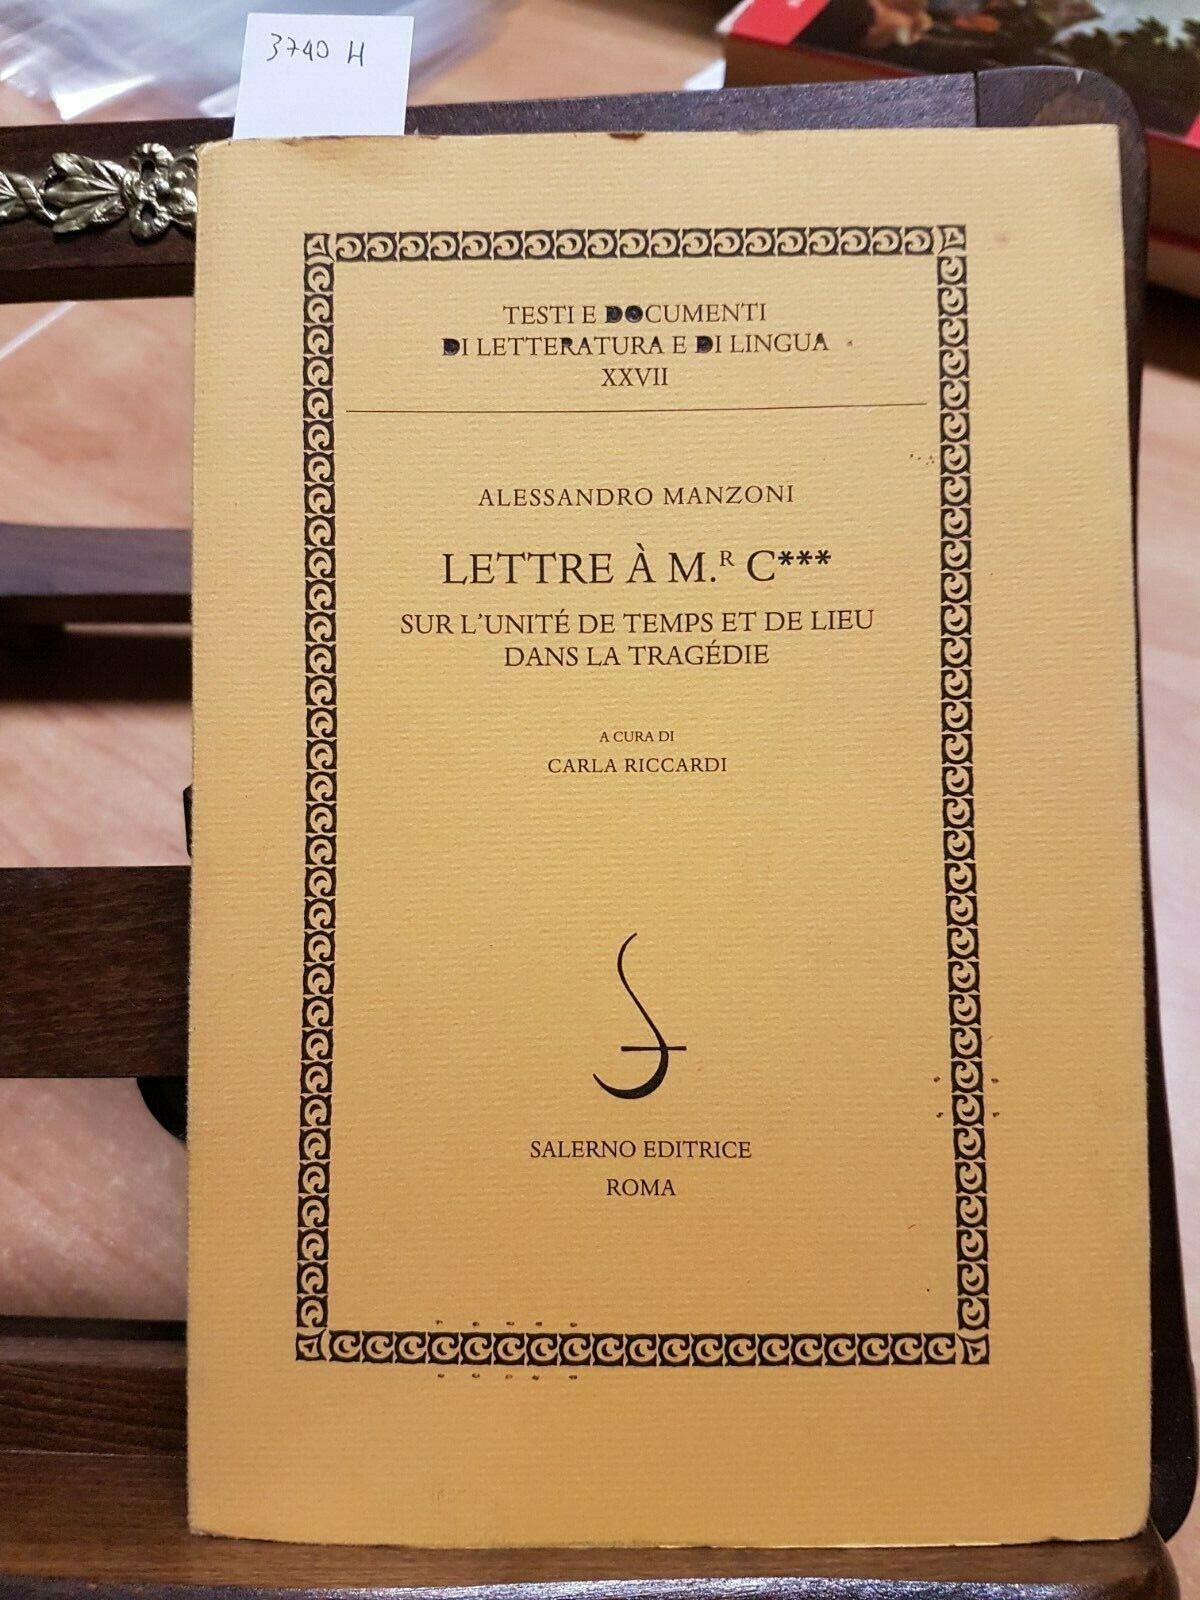 3740 H
TESTI E DOCUMENTI
DI LETTERATURA E DI LINGUA
XXVII
ALESSANDRO MANZONI
LETTRE À M.ᴿ C***
SUR L'UNITÉ DE TEMPS ET DE LIEU
DANS LA TRAGÉDIE
A CURA DI
CARLA RICCARDI
SALERNO EDITRICE
ROMA